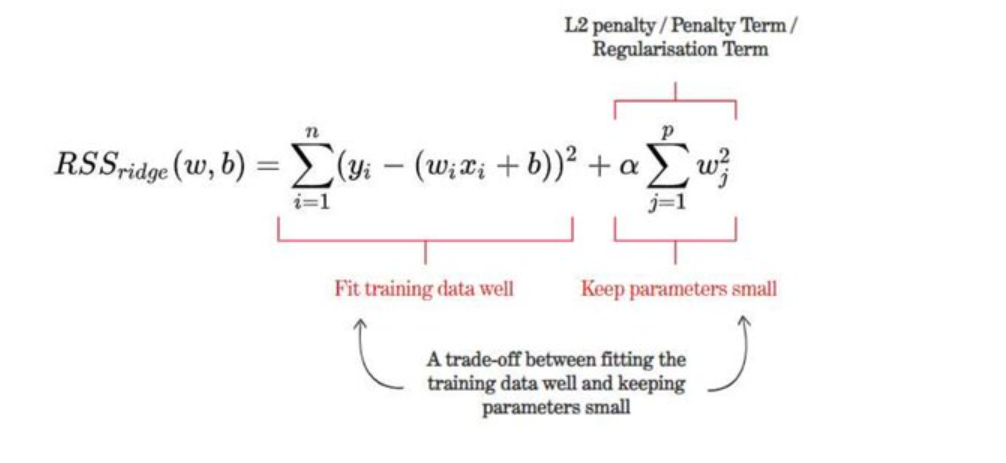 L2 penalty / Penalty Term /
Regularisation Term
RSS_{ridge}(w, b) = \sum_{i=1}^{n} (y_i − (w_i x_i + b))^2 + α \sum_{j=1}^{p} w_j^2
Fit training data well
Keep parameters small
A trade-off between fitting the
training data well and keeping
parameters small